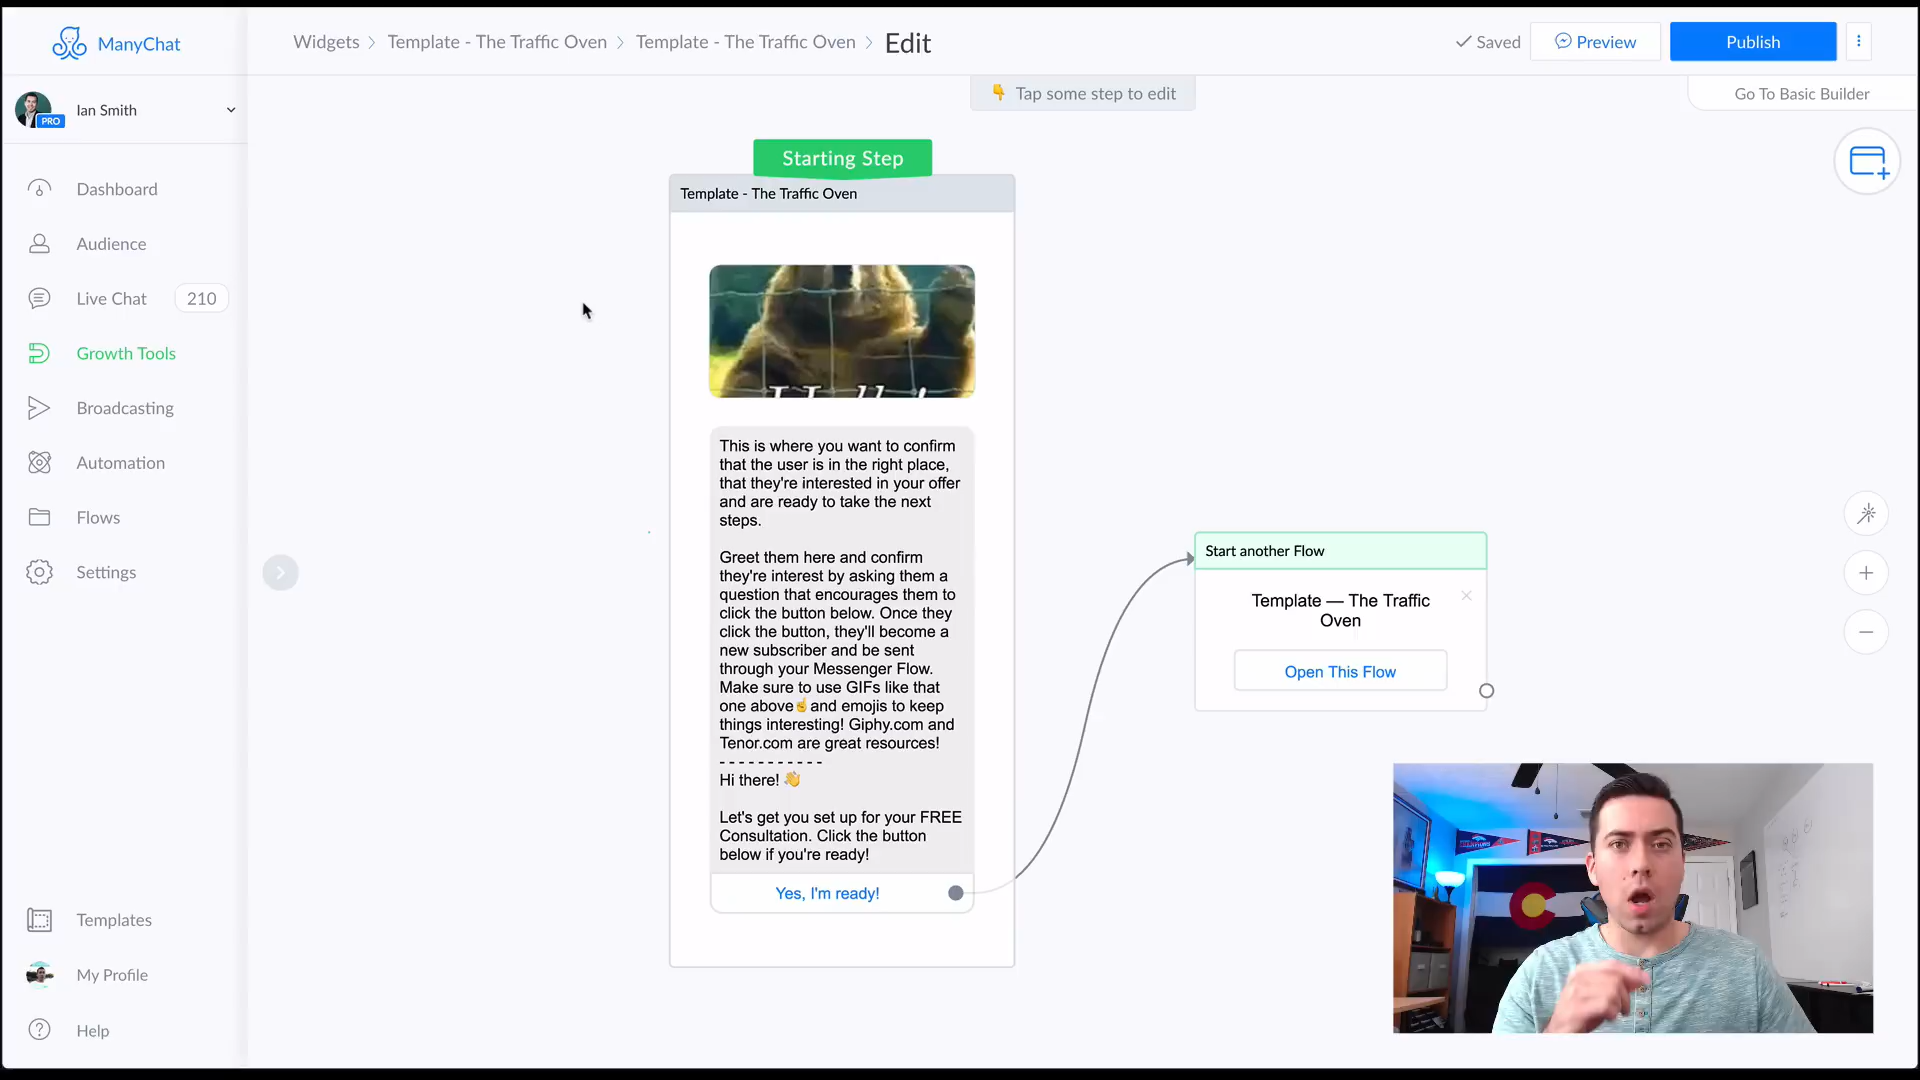 ManyChat
Widgets > Template - The Traffic Oven > Template - The Traffic Oven > Edit
Saved
Preview
Publish
Ian Smith
PRO
👇 Tap some step to edit
Go To Basic Builder
Dashboard
Audience
Live Chat 210
Growth Tools
Broadcasting
Automation
Flows
Settings
Templates
My Profile
Help
Starting Step
Template - The Traffic Oven
This is where you want to confirm
that the user is in the right place,
that they're interested in your offer
and are ready to take the next
steps.
Greet them here and confirm
they're interest by asking them a
question that encourages them to
click the button below. Once they
click the button, they'll become a
new subscriber and be sent
through your Messenger Flow.
Make sure to use GIFs like that
one above☝and emojis to keep
things interesting! Giphy.com and
Tenor.com are great resources!
- - - - - - - - - - -
Hi there! 👋
Let's get you set up for your FREE
Consultation. Click the button
below if you're ready!
Yes, I'm ready!
Start another Flow
Template — The Traffic
Oven
Open This Flow